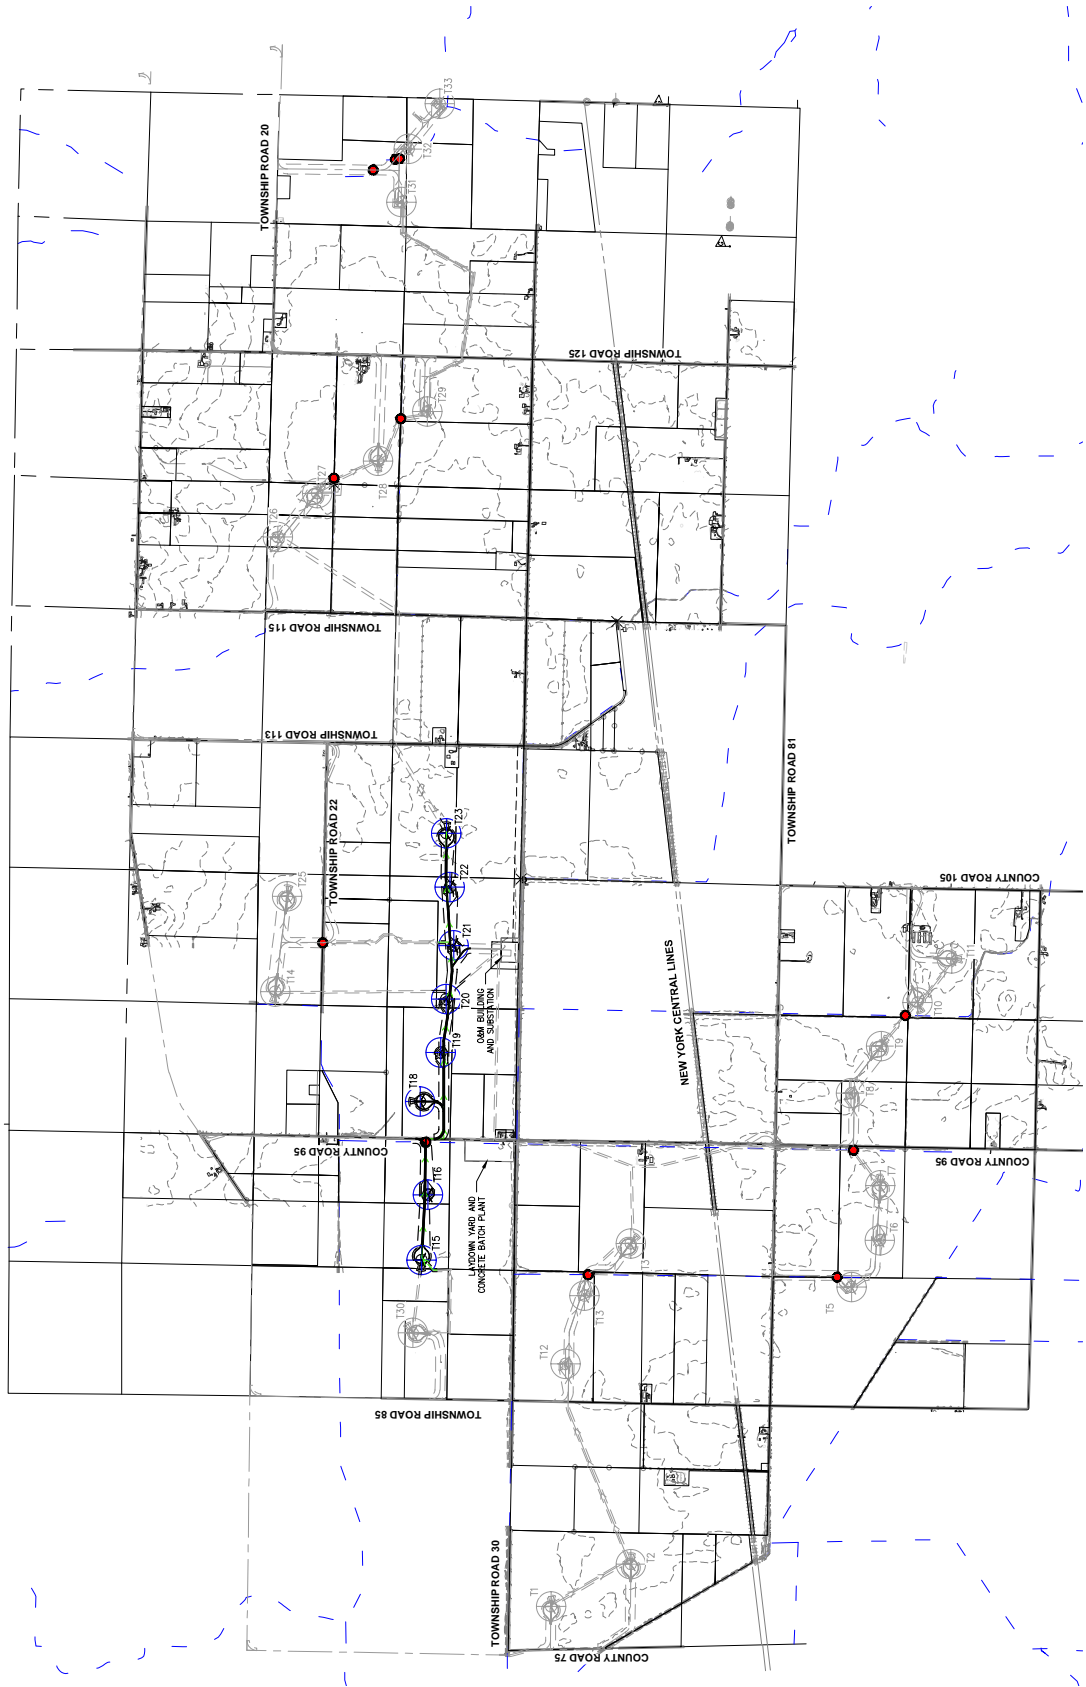 T33
TOWNSHIP ROAD 20
T32
T31
TOWNSHIP ROAD 125
T29
T28
T27
T26
TOWNSHIP ROAD 115
TOWNSHIP ROAD 113
TOWNSHIP ROAD 81
T23
TOWNSHIP ROAD 22
T22
T25
COUNTY ROAD 105
T21
T14
T20
O&M BUILDING
AND SUBSTATION
NEW YORK CENTRAL LINES
T11
T10
T19
T9
T18
T8
COUNTY ROAD 95
COUNTY ROAD 95
T16
T7
LAYDOWN YARD AND
CONCRETE BATCH PLANT
T6
T15
T3
T5
T13
T30
T12
TOWNSHIP ROAD 85
TOWNSHIP ROAD 30
T2
T1
COUNTY ROAD 75